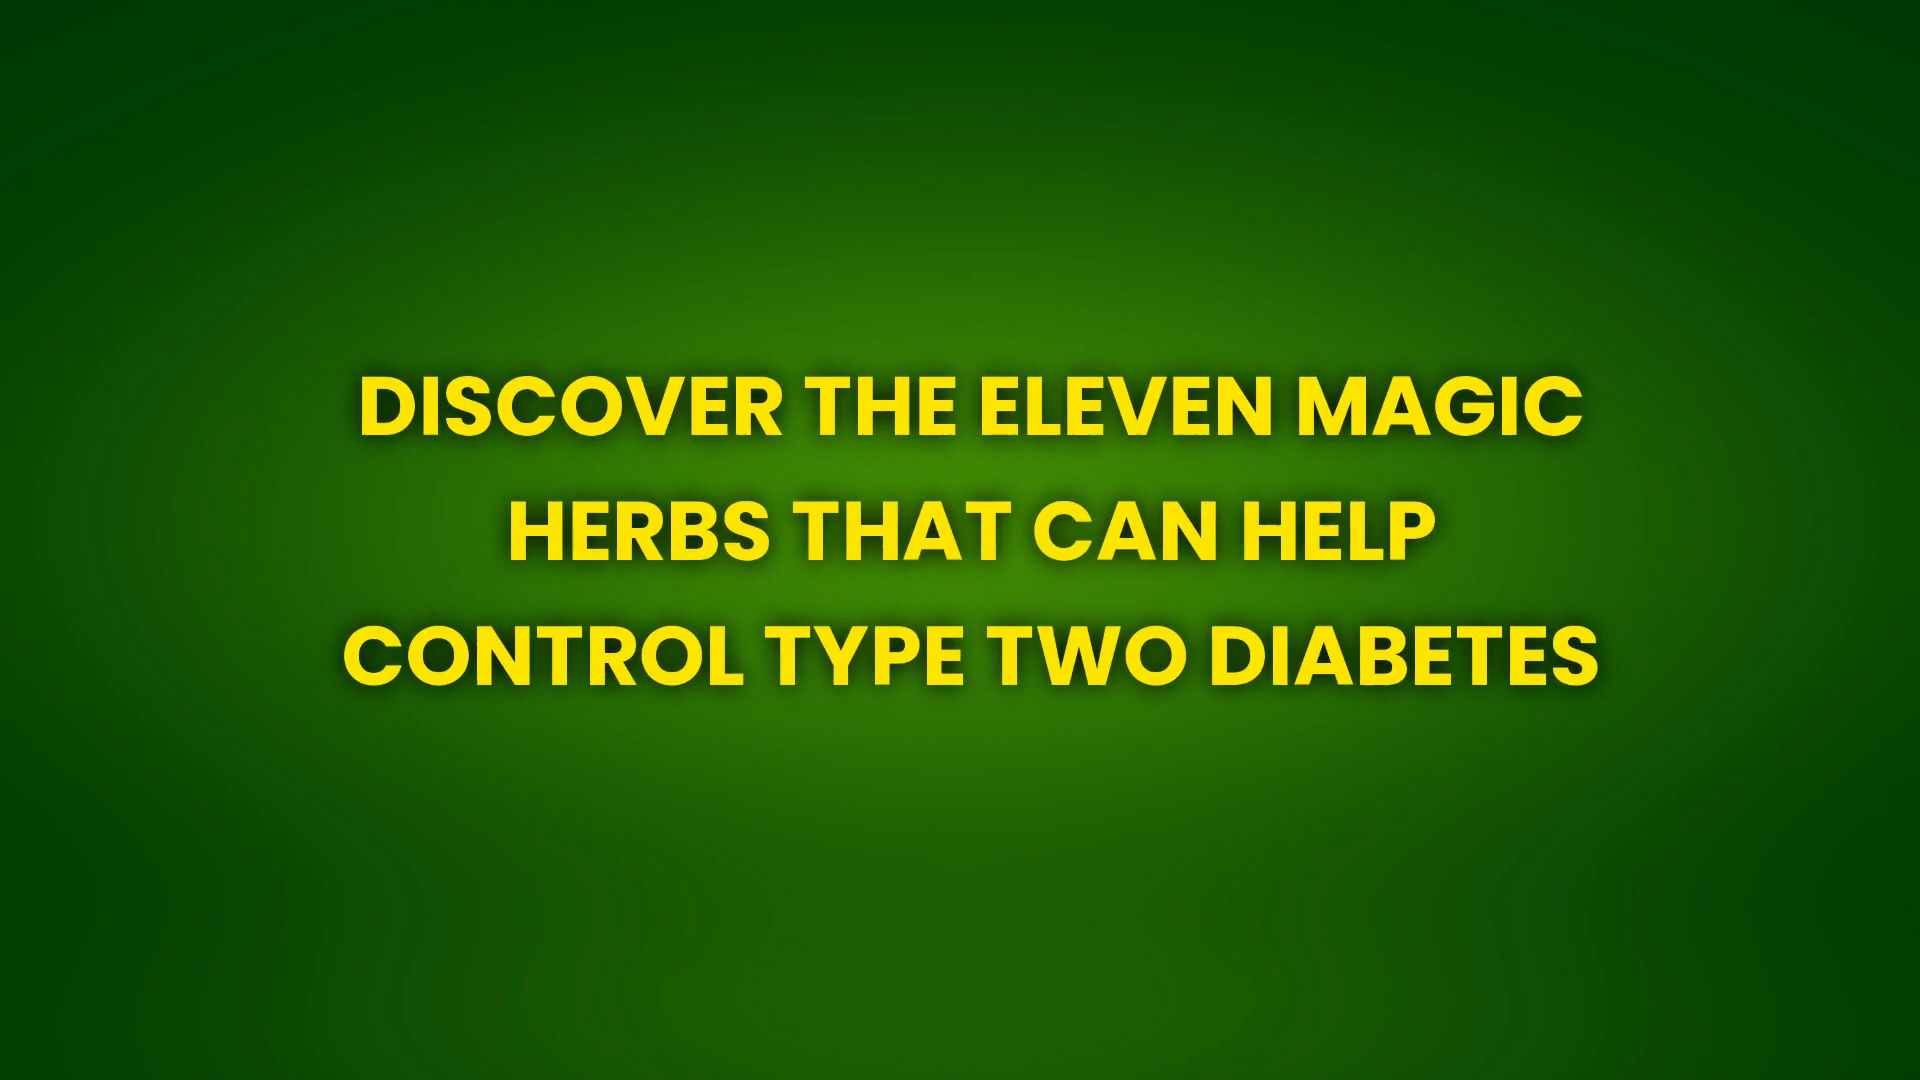 DISCOVER THE ELEVEN MAGIC
HERBS THAT CAN HELP
CONTROL TYPE TWO DIABETES